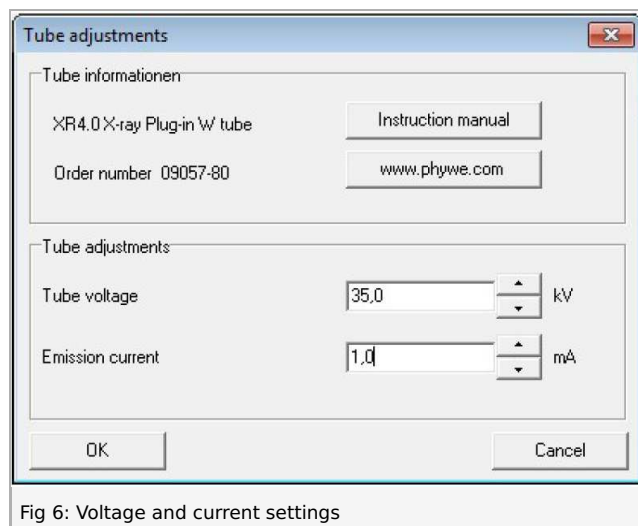 Tube adjustments
Tube informationen
XR4.0 X-ray Plug-in W tube
Instruction manual
Order number 09057-80
www.phywe.com
Tube adjustments
Tube voltage
35,0
kV
Emission current
1,0
mA
OK
Cancel
Fig 6: Voltage and current settings